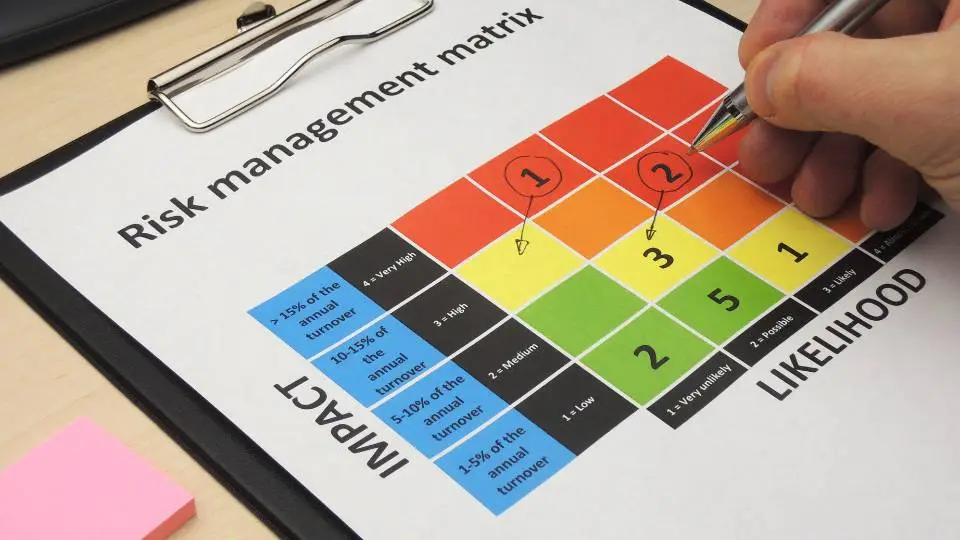 Risk management matrix
1
2
3
1
5
2
4 = Very High
3 = High
2 = Medium
1 = Low
> 15% of the
annual
turnover
10-15% of
the
annual
turnover
5-10% of the
annual
turnover
1-5% of the
annual
turnover
IMPACT
1 = Very unlikely
2 = Possible
3 = Likely
4 =
LIKELIHOOD